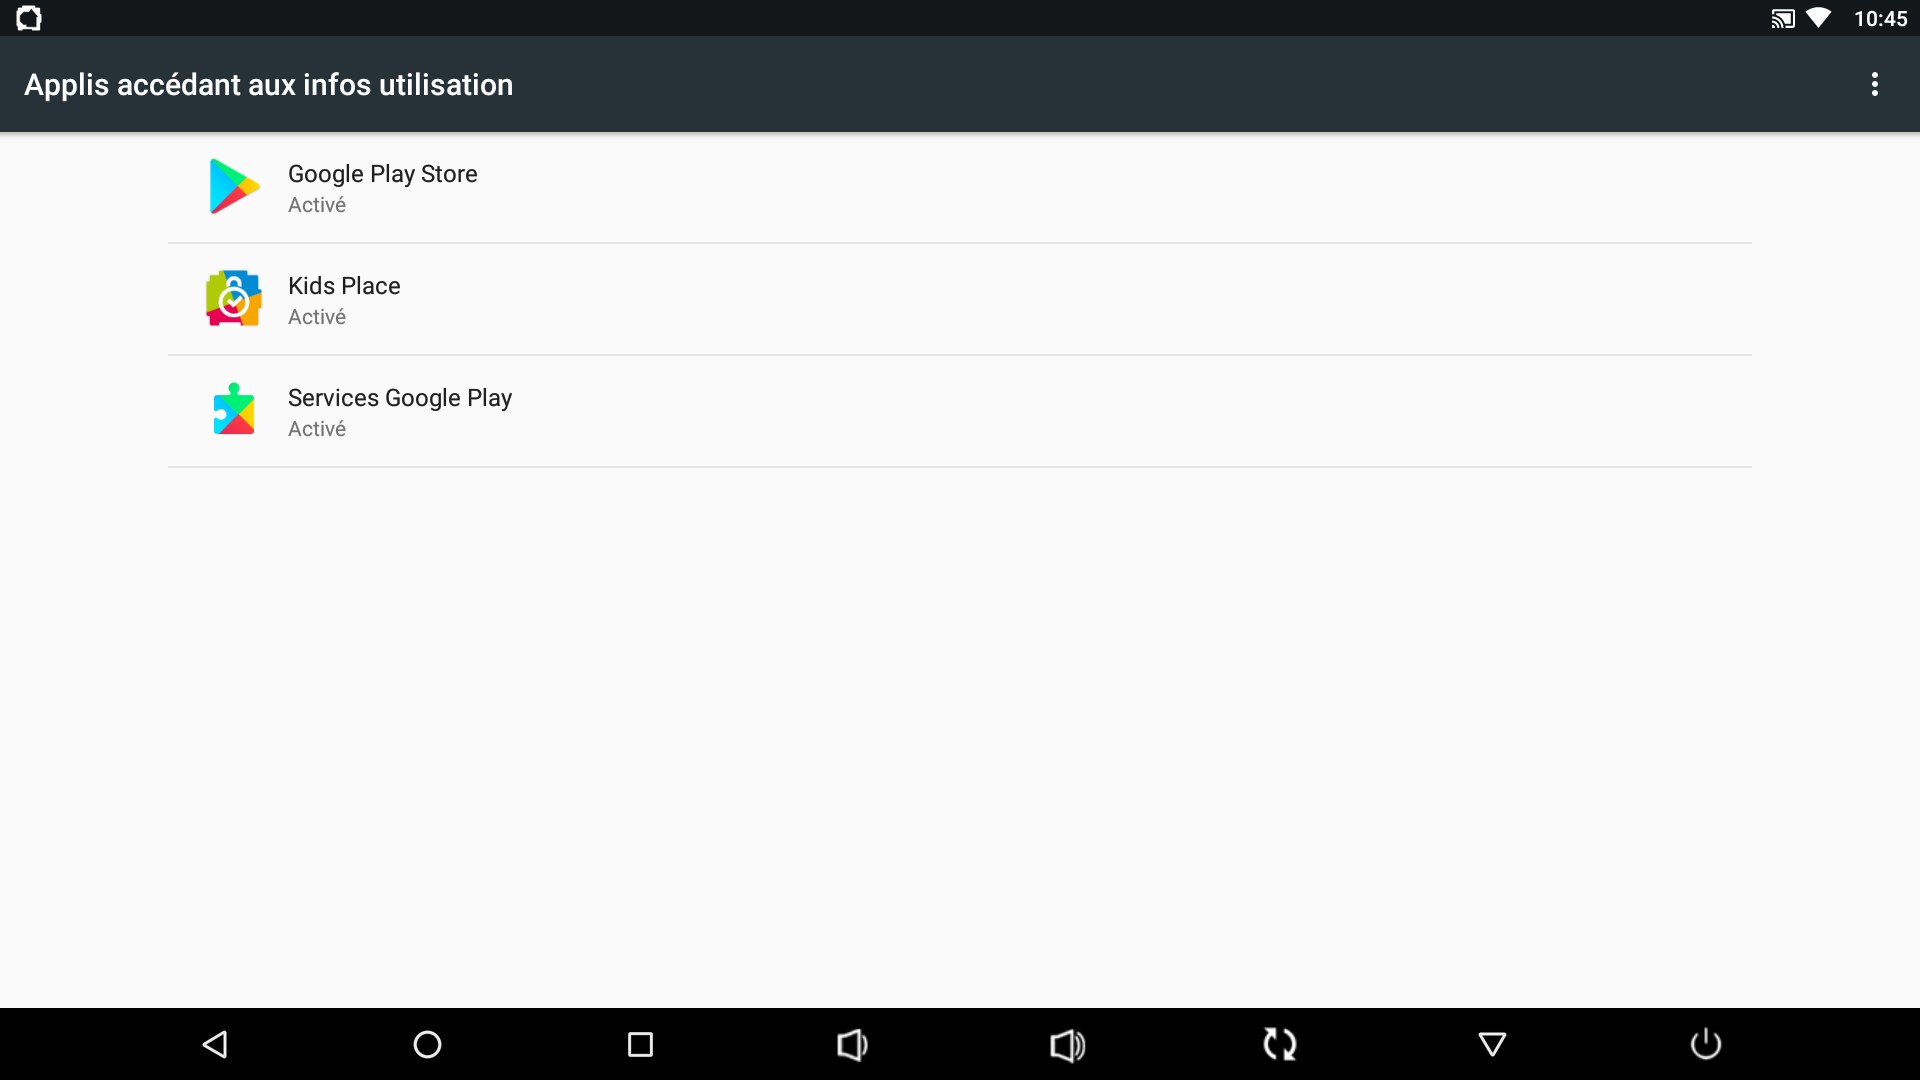 10:45
Applis accédant aux infos utilisation
Google Play Store
Activé
Kids Place
Activé
Services Google Play
Activé